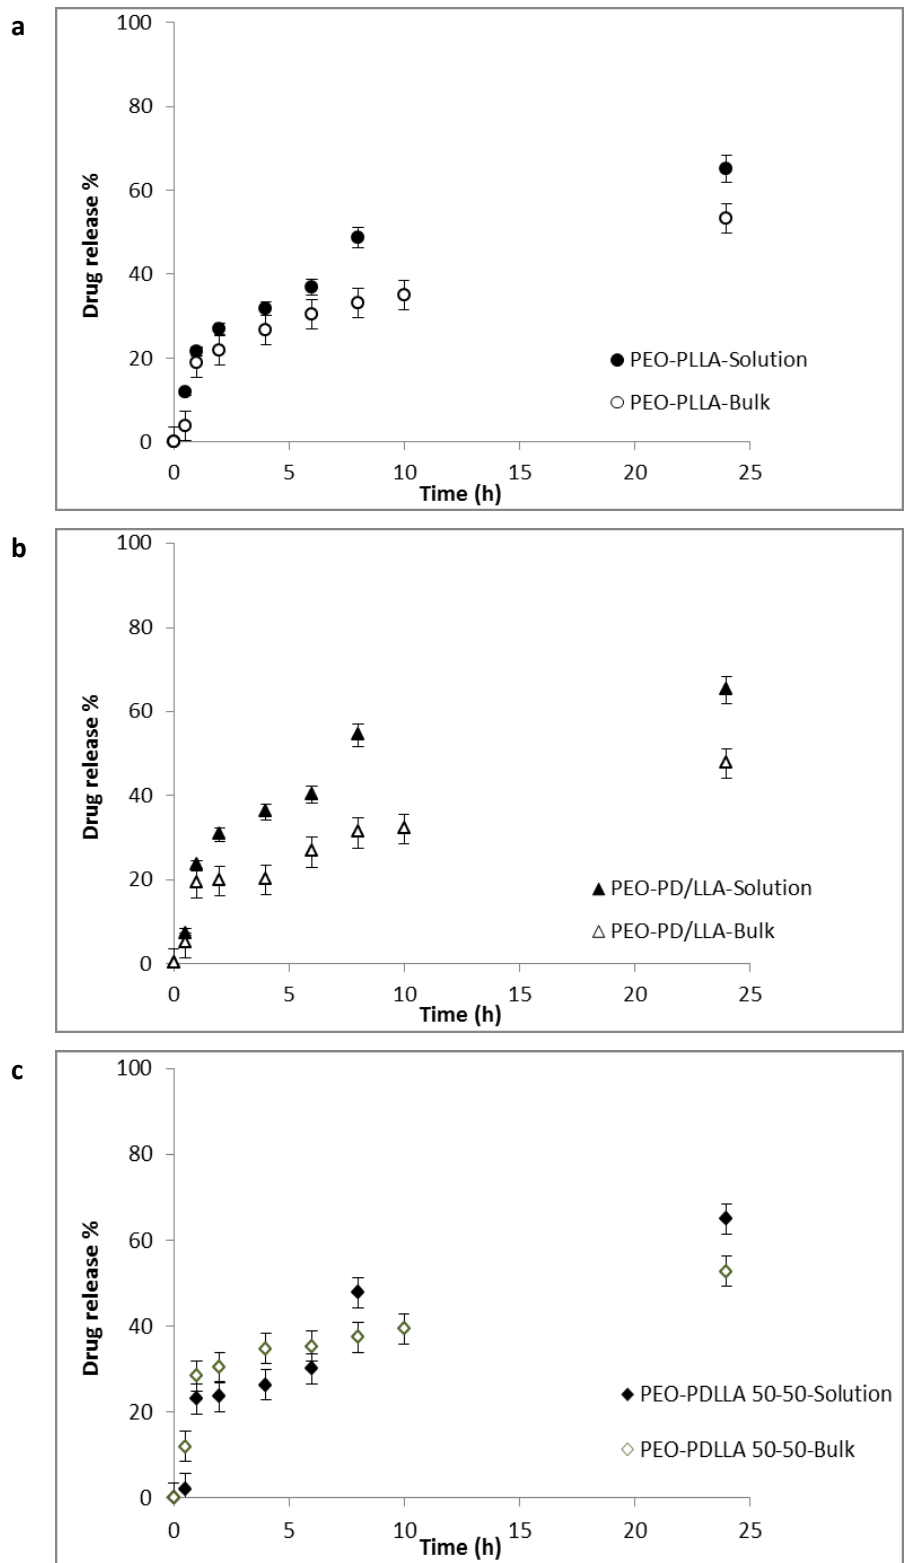 a
100
80
60
40
20
0
Drug release %
0 5 10 15 20 25
Time (h)
PEO-PLLA-Solution
PEO-PLLA-Bulk
b
100
80
60
40
20
0
Drug release %
0 5 10 15 20 25
Time (h)
PEO-PD/LLA-Solution
PEO-PD/LLA-Bulk
c
100
80
60
40
20
0
Drug release %
0 5 10 15 20 25
Time (h)
PEO-PDLLA 50-50-Solution
PEO-PDLLA 50-50-Bulk